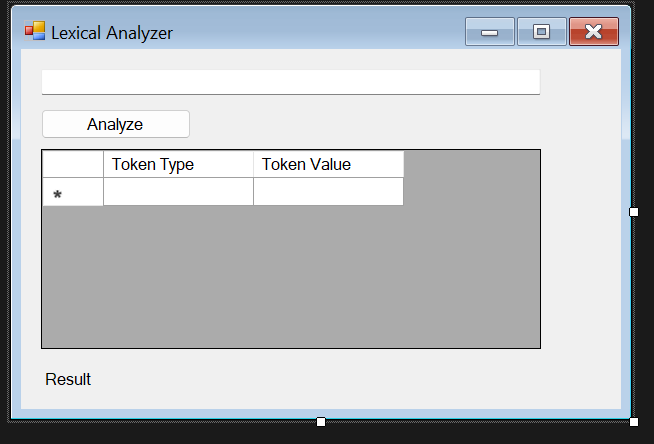 Lexical Analyzer
Analyze
Token Type Token Value
*
Result